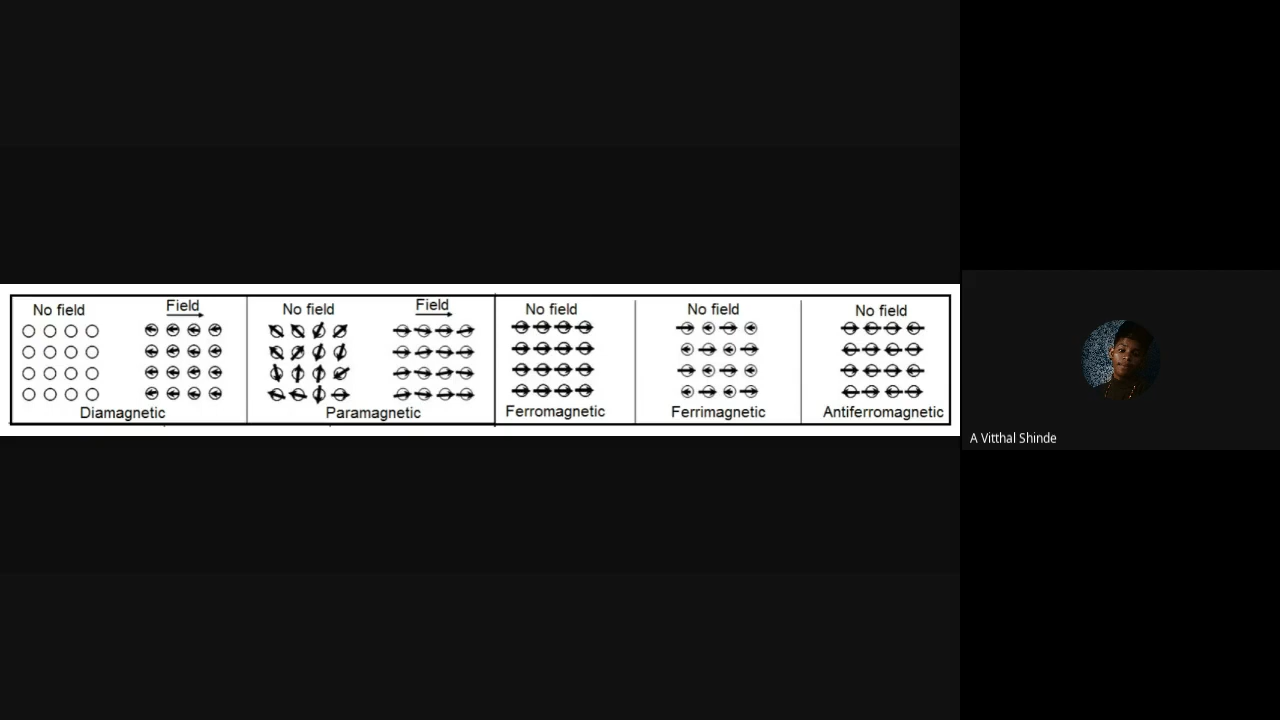 No field
Field
No field
Field
No field
No field
No field
Diamagnetic
Paramagnetic
Ferromagnetic
Ferrimagnetic
Antiferromagnetic
A Vitthal Shinde